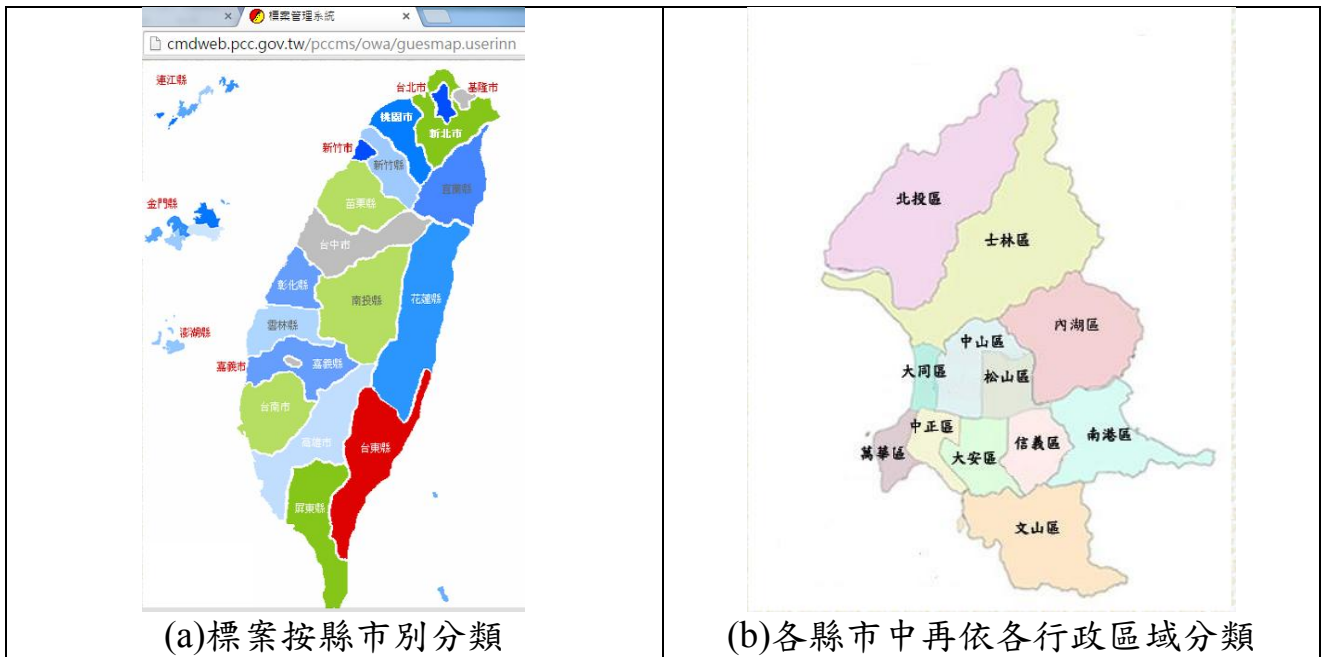 標案管理系統
cmdweb.pcc.gov.tw/pccms/owa/guesmap.userinn
連江縣
台北市
基隆市
桃園市
新北市
新竹市
新竹縣
宜蘭縣
金門縣
苗栗縣
台中市
彰化縣
南投縣
花蓮縣
雲林縣
澎湖縣
嘉義市
嘉義縣
台南市
高雄市
台東縣
屏東縣
(a)標案按縣市別分類
北投區
士林區
內湖區
中山區
大同區
松山區
中正區
信義區
南港區
萬華區
大安區
文山區
(b)各縣市中再依各行政區域分類